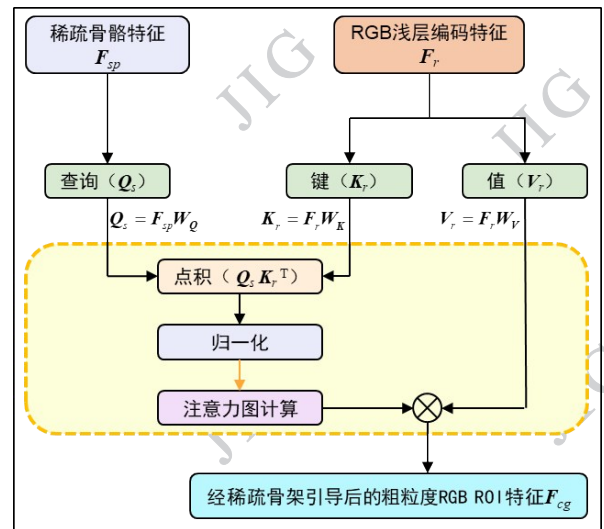 稀疏骨骼特征
F_sp
RGB浅层编码特征
F_r
查询（Q_s）
键（K_r）
值（V_r）
Q_s = F_sp W_Q
K_r = F_r W_K
V_r = F_r W_V
点积（ Q_s K_r^T）
归一化
注意力图计算
经稀疏骨架引导后的粗粒度RGB ROI特征F_cg
JIG
JIG
JIG
JIG